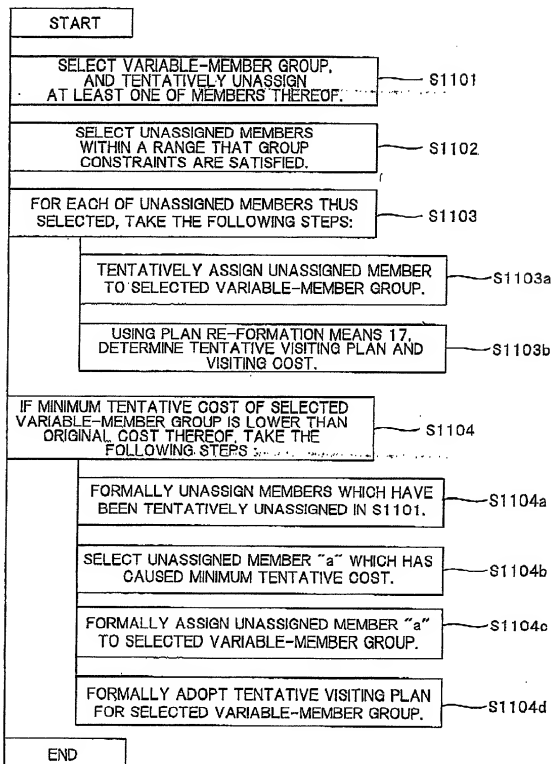 START
SELECT VARIABLE-MEMBER GROUP,
AND TENTATIVELY UNASSIGN
AT LEAST ONE OF MEMBERS THEREOF.
S1101
SELECT UNASSIGNED MEMBERS
WITHIN A RANGE THAT GROUP
CONSTRAINTS ARE SATISFIED.
S1102
FOR EACH OF UNASSIGNED MEMBERS THUS
SELECTED, TAKE THE FOLLOWING STEPS:
S1103
TENTATIVELY ASSIGN UNASSIGNED MEMBER
TO SELECTED VARIABLE-MEMBER GROUP.
S1103a
USING PLAN RE-FORMATION MEANS 17,
DETERMINE TENTATIVE VISITING PLAN AND
VISITING COST.
S1103b
IF MINIMUM TENTATIVE COST OF SELECTED
VARIABLE-MEMBER GROUP IS LOWER THAN
ORIGINAL COST THEREOF, TAKE THE
FOLLOWING STEPS:
S1104
FORMALLY UNASSIGN MEMBERS WHICH HAVE
BEEN TENTATIVELY UNASSIGNED IN S1101.
S1104a
SELECT UNASSIGNED MEMBER "a" WHICH HAS
CAUSED MINIMUM TENTATIVE COST.
S1104b
FORMALLY ASSIGN UNASSIGNED MEMBER "a"
TO SELECTED VARIABLE-MEMBER GROUP.
S1104c
FORMALLY ADOPT TENTATIVE VISITING PLAN
FOR SELECTED VARIABLE-MEMBER GROUP.
S1104d
END